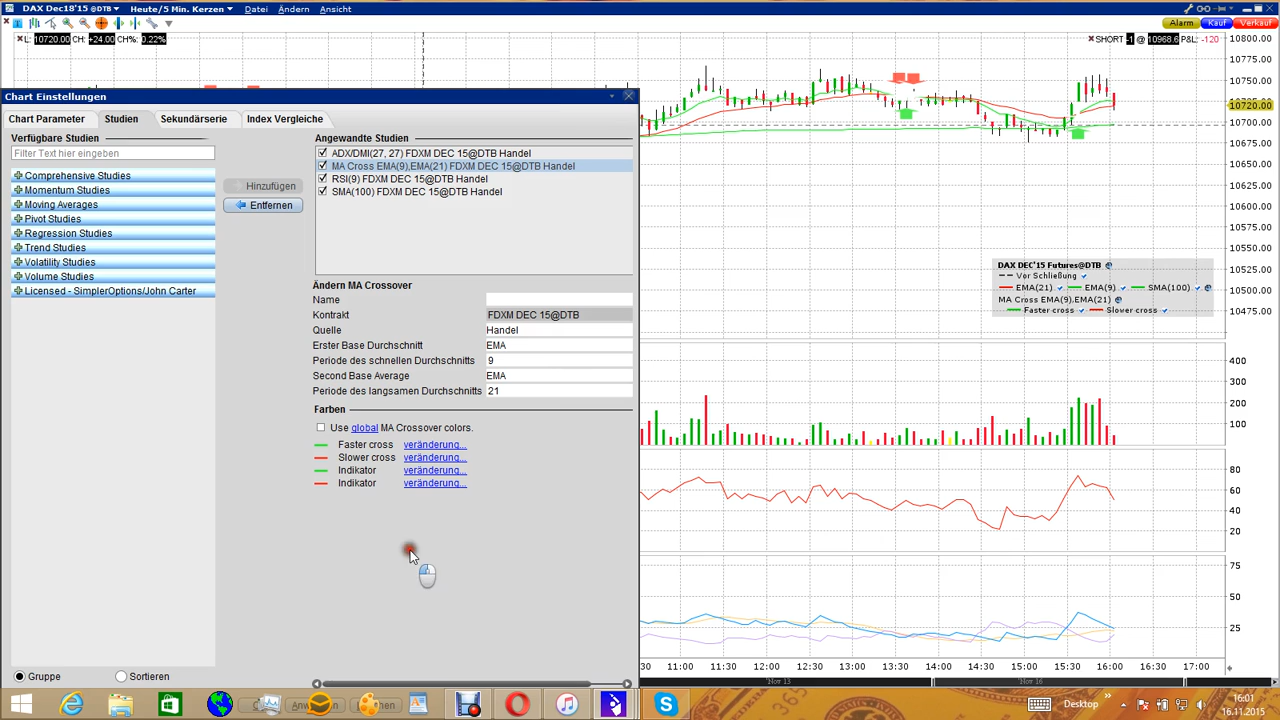 DAX Dec18'15 @DTB Heute/5 Min. Kerzen Datei Ändern Ansicht
Alarm Kauf Verkauf
L: 10720.00 CH: +24.00 CH%: 0.22%
SHORT -1 @ 10968.6 P&L: -120
10800.00
10775.00
10750.00
10720.00
10700.00
10675.00
10650.00
10625.00
10600.00
10575.00
10550.00
10525.00
10500.00
10475.00
Chart Einstellungen
Chart Parameter Studien Sekundärserie Index Vergleiche
Verfügbare Studien
Filter Text hier eingeben
Comprehensive Studies
Momentum Studies
Moving Averages
Pivot Studies
Regression Studies
Trend Studies
Volatility Studies
Volume Studies
Licensed - SimplerOptions/John Carter
Hinzufügen
Entfernen
Studien
ADX/DMI(27, 27) FDXM DEC 15@DTB Handel
MA Cross EMA(9),EMA(21) FDXM DEC 15@DTB Handel
RSI(9) FDXM DEC 15@DTB Handel
SMA(100) FDXM DEC 15@DTB Handel
Ändern MA Crossover
Name
Kontrakt FDXM DEC 15@DTB
Quelle Handel
Erster Base Durchschnitt EMA
Periode des schnellen Durchschnitts 9
Second Base Average EMA
Periode des langsamen Durchschnitts 21
Farben
Use global MA Crossover colors.
Faster cross veränderung...
Slower cross veränderung...
Indikator veränderung...
Indikator veränderung...
Gruppe Sortieren
DAX DEC'15 Futures@DTB
Vor Schließung
EMA(21) EMA(9) SMA(100)
MA Cross EMA(9),EMA(21)
Faster cross Slower cross
400
300
200
100
80
60
40
20
75
50
25
:30 11:00 11:30 12:00 12:30 13:00 13:30 14:00 14:30 15:00 15:30 16:00 16:30 17:00
'Nov 13 'Nov 16
Desktop
16:01
16.11.2015